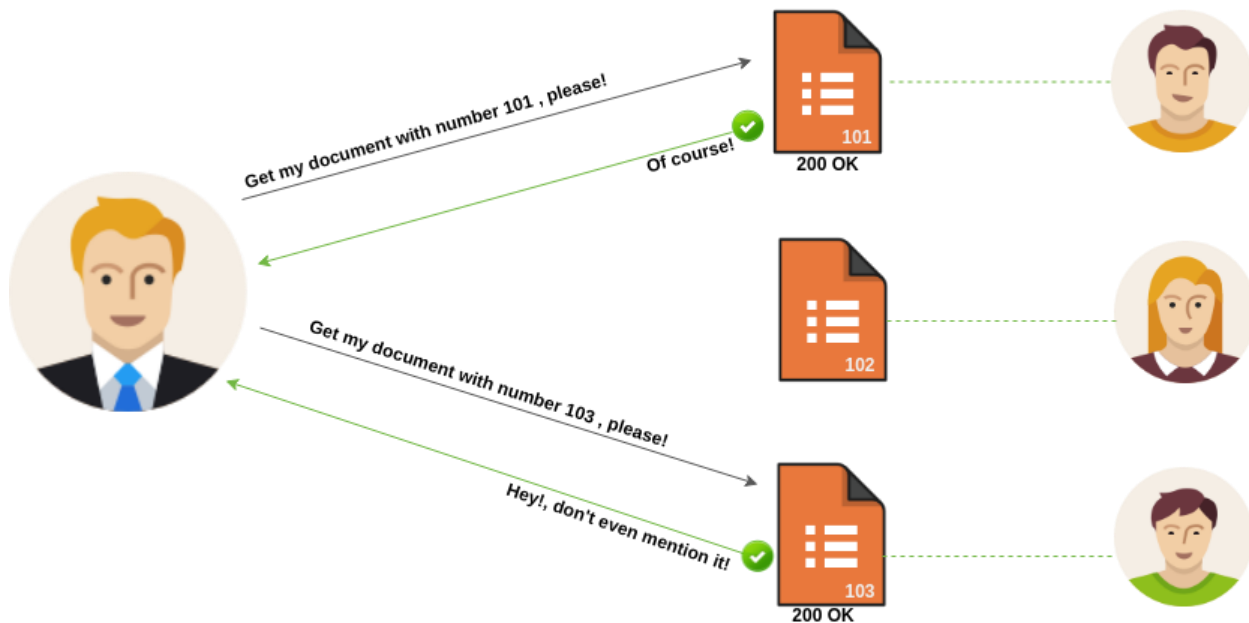 Get my document with number 101 , please!
101
Of course!
200 OK
102
Get my document with number 103 , please!
Hey!, don't even mention it!
103
200 OK